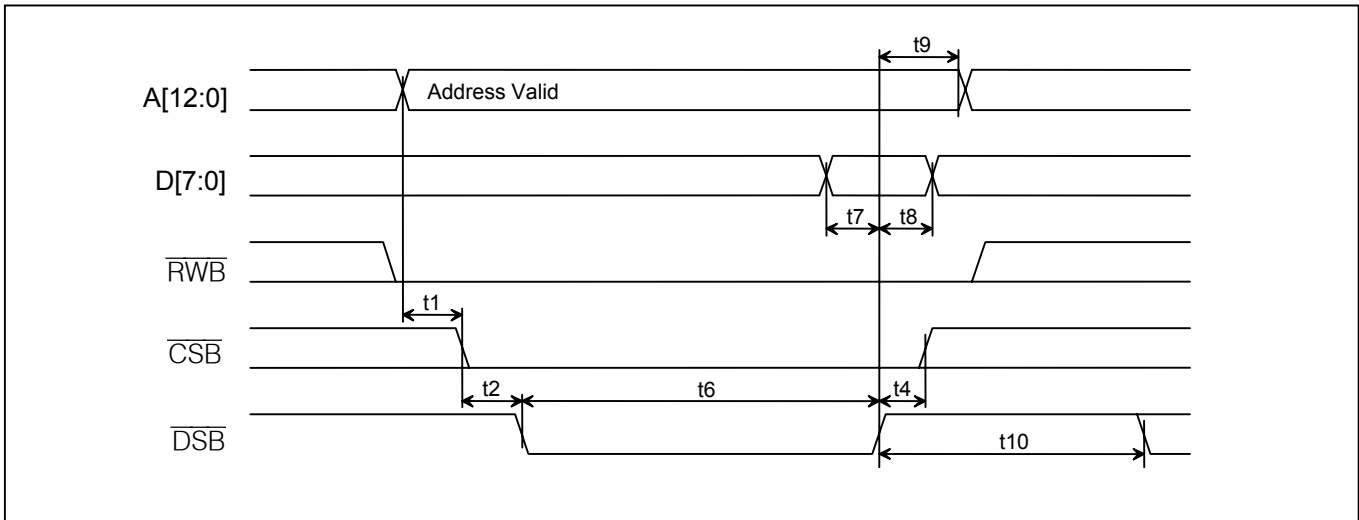 t9
A[12:0]
Address Valid
D[7:0]
t7
t8
RWB
t1
CSB
t2
t6
t4
DSB
t10